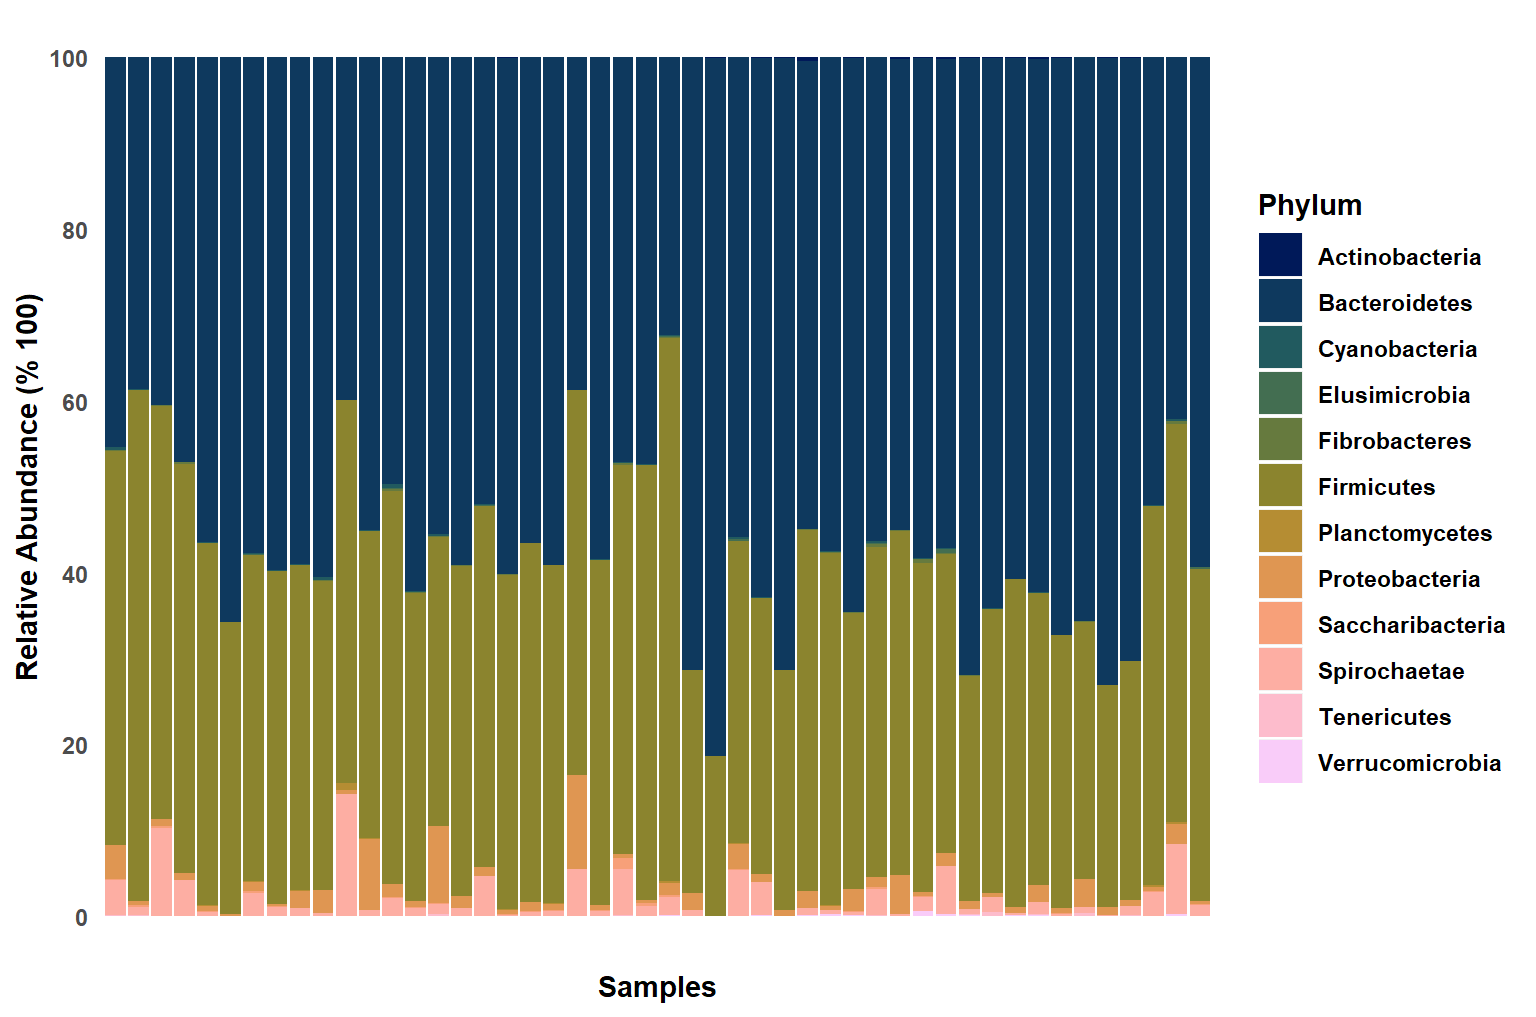 100
80
60
40
20
0
Relative Abundance (% 100)
Samples
Phylum
Actinobacteria
Bacteroidetes
Cyanobacteria
Elusimicrobia
Fibrobacteres
Firmicutes
Planctomycetes
Proteobacteria
Saccharibacteria
Spirochaetae
Tenericutes
Verrucomicrobia